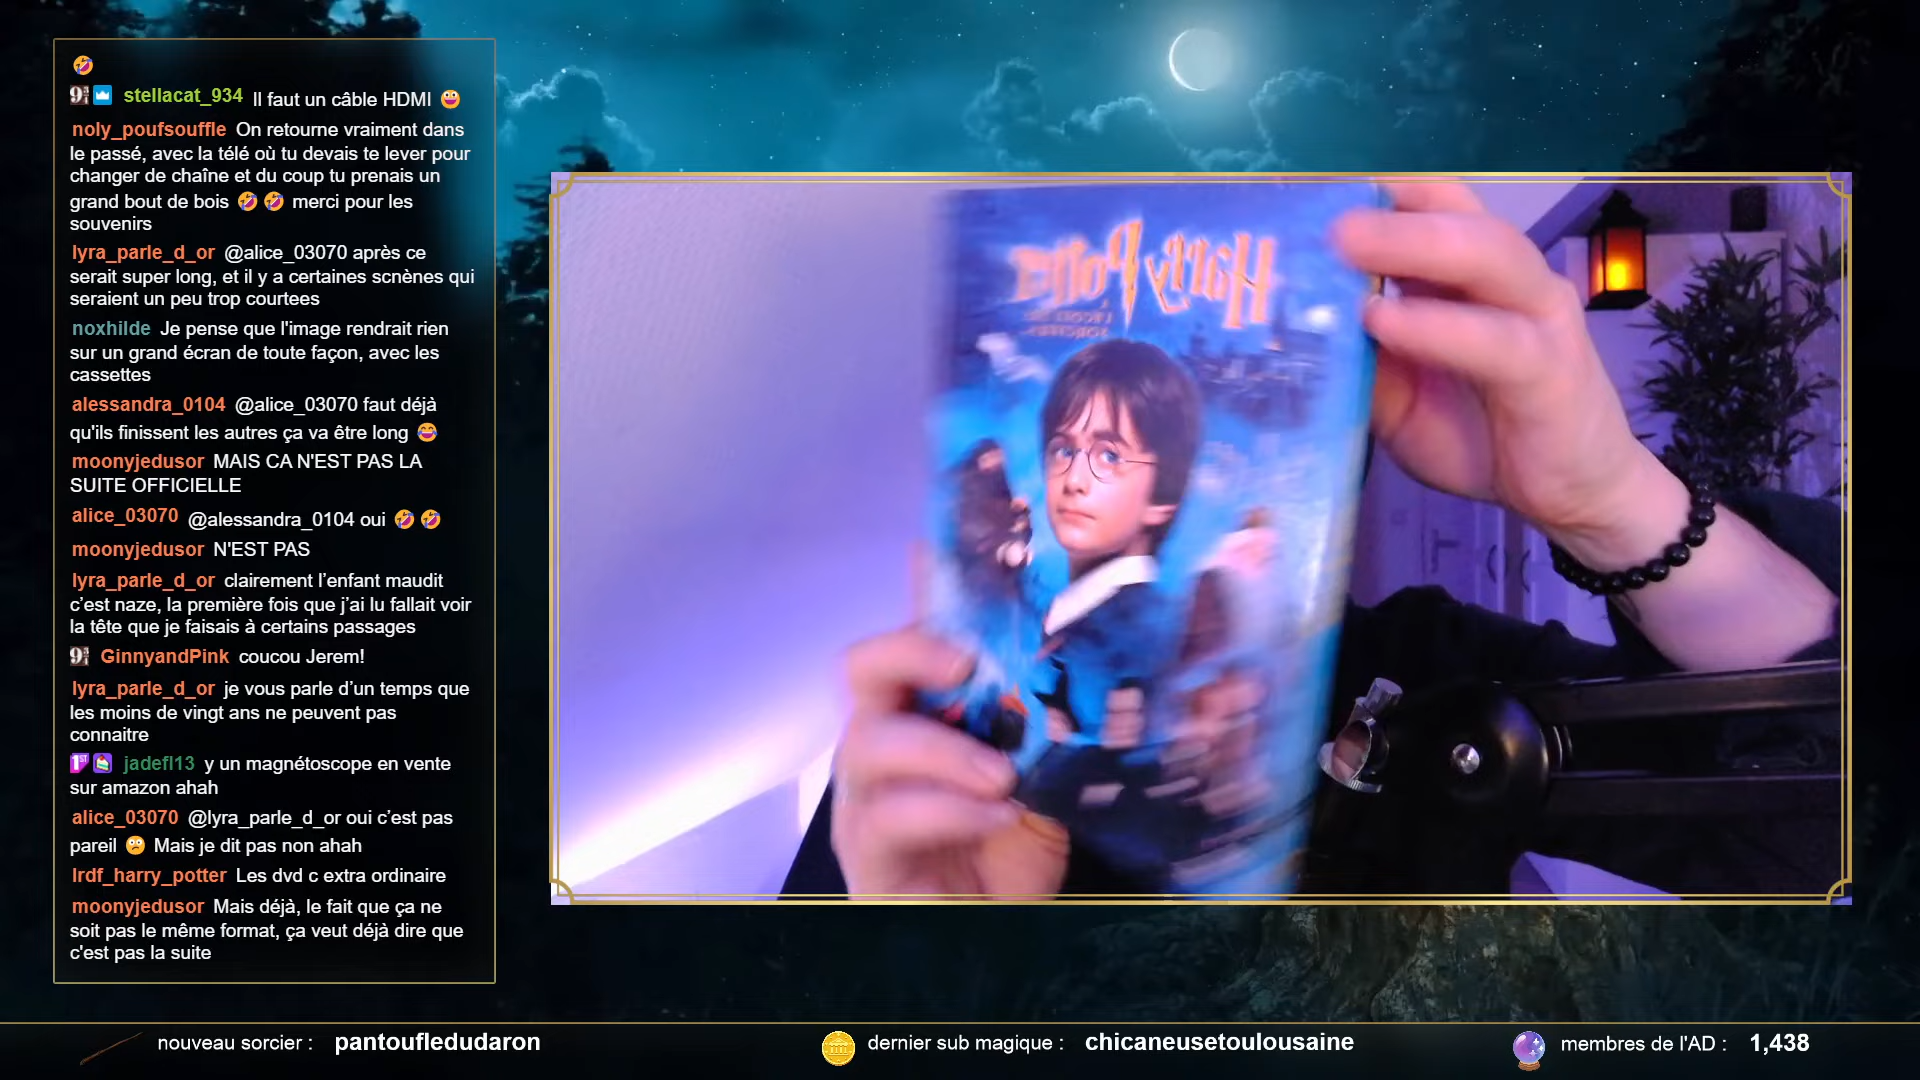 stellacat_934 Il faut un câble HDMI
noly_poufsouffle On retourne vraiment dans
le passé, avec la télé où tu devais te lever pour
changer de chaîne et du coup tu prenais un
grand bout de bois 🤣 🤣 merci pour les
souvenirs
lyra_parle_d_or @alice_03070 après ce
serait super long, et il y a certaines scnènes qui
seraient un peu trop courtees
noxhilde Je pense que l'image rendrait rien
sur un grand écran de toute façon, avec les
cassettes
alessandra_0104 @alice_03070 faut déjà
qu'ils finissent les autres ça va être long 😂
moonyjedusor MAIS CA N'EST PAS LA
SUITE OFFICIELLE
alice_03070 @alessandra_0104 oui 🤣 🤣
moonyjedusor N'EST PAS
lyra_parle_d_or clairement l’enfant maudit
c’est naze, la première fois que j’ai lu fallait voir
la tête que je faisais à certains passages
GinnyandPink coucou Jerem!
lyra_parle_d_or je vous parle d’un temps que
les moins de vingt ans ne peuvent pas
connaitre
jadefl13 y un magnétoscope en vente
sur amazon ahah
alice_03070 @lyra_parle_d_or oui c’est pas
pareil 😕 Mais je dit pas non ahah
lrdf_harry_potter Les dvd c extra ordinaire
moonyjedusor Mais déjà, le fait que ça ne
soit pas le même format, ça veut déjà dire que
c'est pas la suite
Harry Potter
nouveau sorcier : pantoufledudaron
dernier sub magique : chicaneusetoulousaine
membres de l'AD : 1,438